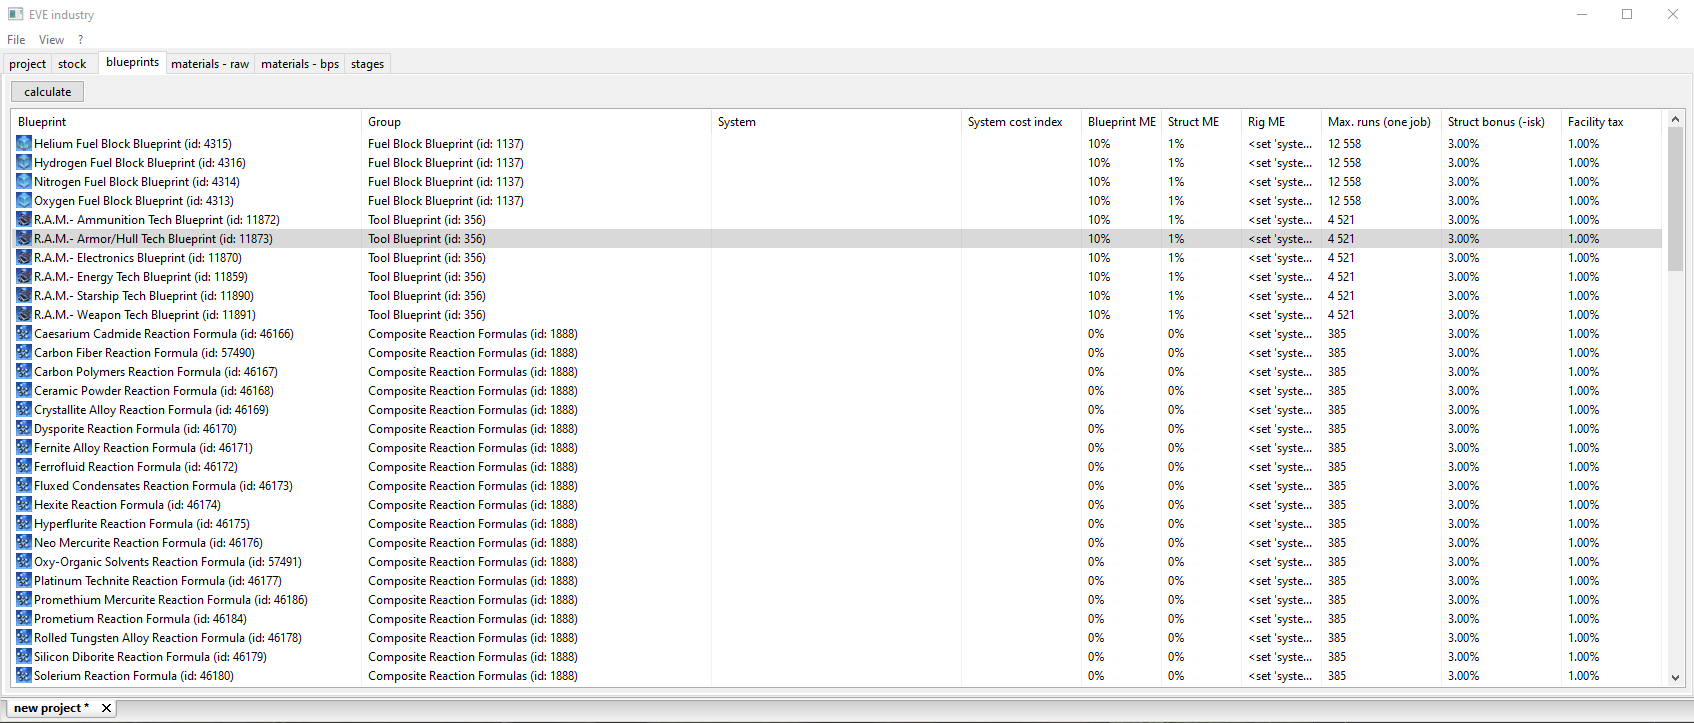 EVE industry
File View ?
project stock blueprints materials - raw materials - bps stages
calculate
Blueprint Group System System cost index Blueprint ME Struct ME Rig ME Max. runs (one job) Struct bonus (-isk) Facility tax
Helium Fuel Block Blueprint (id: 4315) Fuel Block Blueprint (id: 1137) 10% 1% <set 'syste... 12 558 3.00% 1.00%
Hydrogen Fuel Block Blueprint (id: 4316) Fuel Block Blueprint (id: 1137) 10% 1% <set 'syste... 12 558 3.00% 1.00%
Nitrogen Fuel Block Blueprint (id: 4314) Fuel Block Blueprint (id: 1137) 10% 1% <set 'syste... 12 558 3.00% 1.00%
Oxygen Fuel Block Blueprint (id: 4313) Fuel Block Blueprint (id: 1137) 10% 1% <set 'syste... 12 558 3.00% 1.00%
R.A.M.- Ammunition Tech Blueprint (id: 11872) Tool Blueprint (id: 356) 10% 1% <set 'syste... 4 521 3.00% 1.00%
R.A.M.- Armor/Hull Tech Blueprint (id: 11873) Tool Blueprint (id: 356) 10% 1% <set 'syste... 4 521 3.00% 1.00%
R.A.M.- Electronics Blueprint (id: 11870) Tool Blueprint (id: 356) 10% 1% <set 'syste... 4 521 3.00% 1.00%
R.A.M.- Energy Tech Blueprint (id: 11859) Tool Blueprint (id: 356) 10% 1% <set 'syste... 4 521 3.00% 1.00%
R.A.M.- Starship Tech Blueprint (id: 11890) Tool Blueprint (id: 356) 10% 1% <set 'syste... 4 521 3.00% 1.00%
R.A.M.- Weapon Tech Blueprint (id: 11891) Tool Blueprint (id: 356) 10% 1% <set 'syste... 4 521 3.00% 1.00%
Caesarium Cadmide Reaction Formula (id: 46166) Composite Reaction Formulas (id: 1888) 0% 0% <set 'syste... 385 3.00% 1.00%
Carbon Fiber Reaction Formula (id: 57490) Composite Reaction Formulas (id: 1888) 0% 0% <set 'syste... 385 3.00% 1.00%
Carbon Polymers Reaction Formula (id: 46167) Composite Reaction Formulas (id: 1888) 0% 0% <set 'syste... 385 3.00% 1.00%
Ceramic Powder Reaction Formula (id: 46168) Composite Reaction Formulas (id: 1888) 0% 0% <set 'syste... 385 3.00% 1.00%
Crystallite Alloy Reaction Formula (id: 46169) Composite Reaction Formulas (id: 1888) 0% 0% <set 'syste... 385 3.00% 1.00%
Dysporite Reaction Formula (id: 46170) Composite Reaction Formulas (id: 1888) 0% 0% <set 'syste... 385 3.00% 1.00%
Fernite Alloy Reaction Formula (id: 46171) Composite Reaction Formulas (id: 1888) 0% 0% <set 'syste... 385 3.00% 1.00%
Ferrofluid Reaction Formula (id: 46172) Composite Reaction Formulas (id: 1888) 0% 0% <set 'syste... 385 3.00% 1.00%
Fluxed Condensates Reaction Formula (id: 46173) Composite Reaction Formulas (id: 1888) 0% 0% <set 'syste... 385 3.00% 1.00%
Hexite Reaction Formula (id: 46174) Composite Reaction Formulas (id: 1888) 0% 0% <set 'syste... 385 3.00% 1.00%
Hyperflurite Reaction Formula (id: 46175) Composite Reaction Formulas (id: 1888) 0% 0% <set 'syste... 385 3.00% 1.00%
Neo Mercurite Reaction Formula (id: 46176) Composite Reaction Formulas (id: 1888) 0% 0% <set 'syste... 385 3.00% 1.00%
Oxy-Organic Solvents Reaction Formula (id: 57491) Composite Reaction Formulas (id: 1888) 0% 0% <set 'syste... 385 3.00% 1.00%
Platinum Technite Reaction Formula (id: 46177) Composite Reaction Formulas (id: 1888) 0% 0% <set 'syste... 385 3.00% 1.00%
Promethium Mercurite Reaction Formula (id: 46186) Composite Reaction Formulas (id: 1888) 0% 0% <set 'syste... 385 3.00% 1.00%
Prometium Reaction Formula (id: 46184) Composite Reaction Formulas (id: 1888) 0% 0% <set 'syste... 385 3.00% 1.00%
Rolled Tungsten Alloy Reaction Formula (id: 46178) Composite Reaction Formulas (id: 1888) 0% 0% <set 'syste... 385 3.00% 1.00%
Silicon Diborite Reaction Formula (id: 46179) Composite Reaction Formulas (id: 1888) 0% 0% <set 'syste... 385 3.00% 1.00%
Solerium Reaction Formula (id: 46180) Composite Reaction Formulas (id: 1888) 0% 0% <set 'syste... 385 3.00% 1.00%
new project *